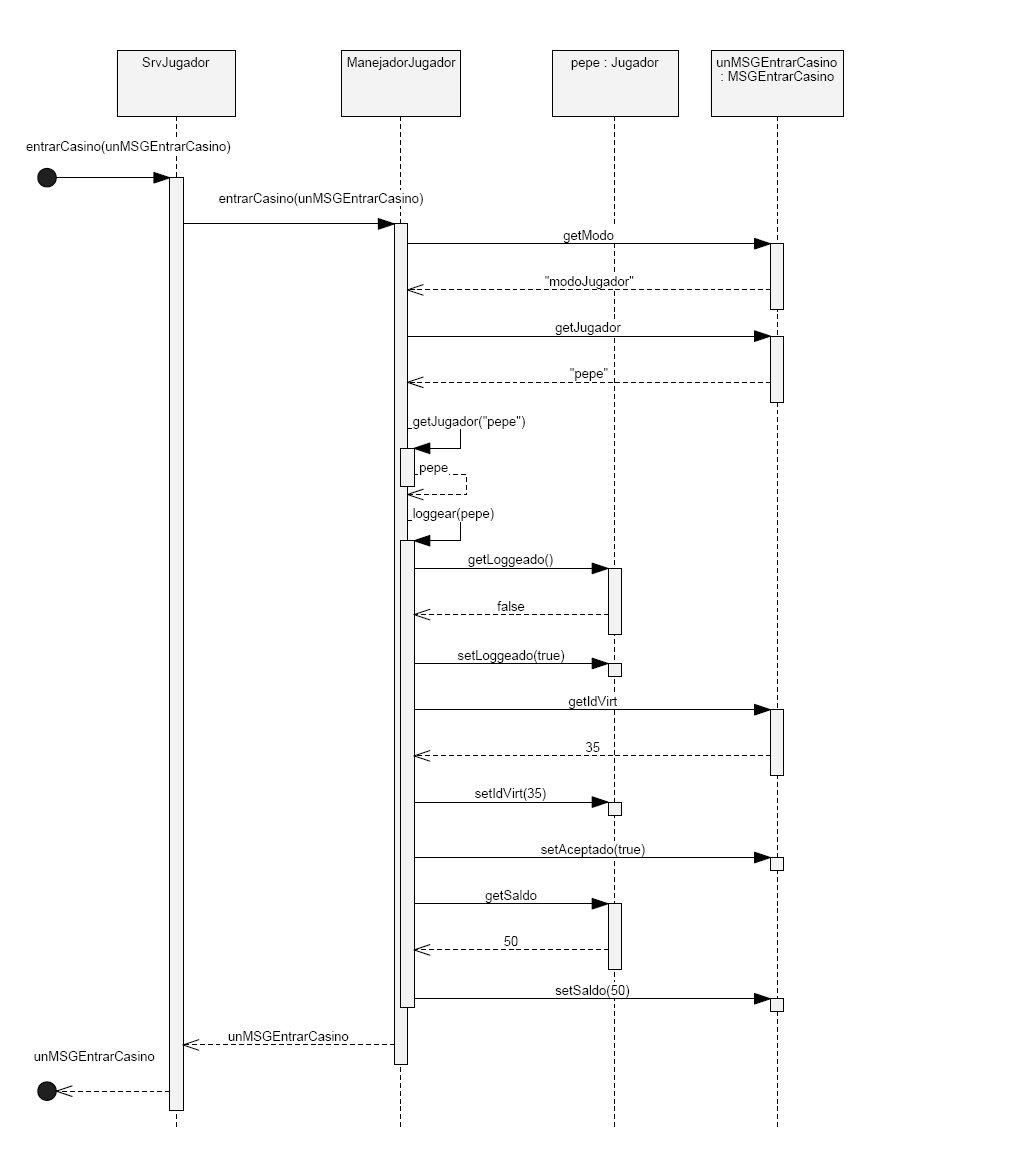 SrvJugador
ManejadorJugador
pepe : Jugador
unMSGEntrarCasino
: MSGEntrarCasino
entrarCasino(unMSGEntrarCasino)
entrarCasino(unMSGEntrarCasino)
getModo
"modoJugador"
getJugador
"pepe"
getJugador("pepe")
pepe
loggear(pepe)
getLoggeado()
false
setLoggeado(true)
getIdVirt
35
setIdVirt(35)
setAceptado(true)
getSaldo
50
setSaldo(50)
unMSGEntrarCasino
unMSGEntrarCasino